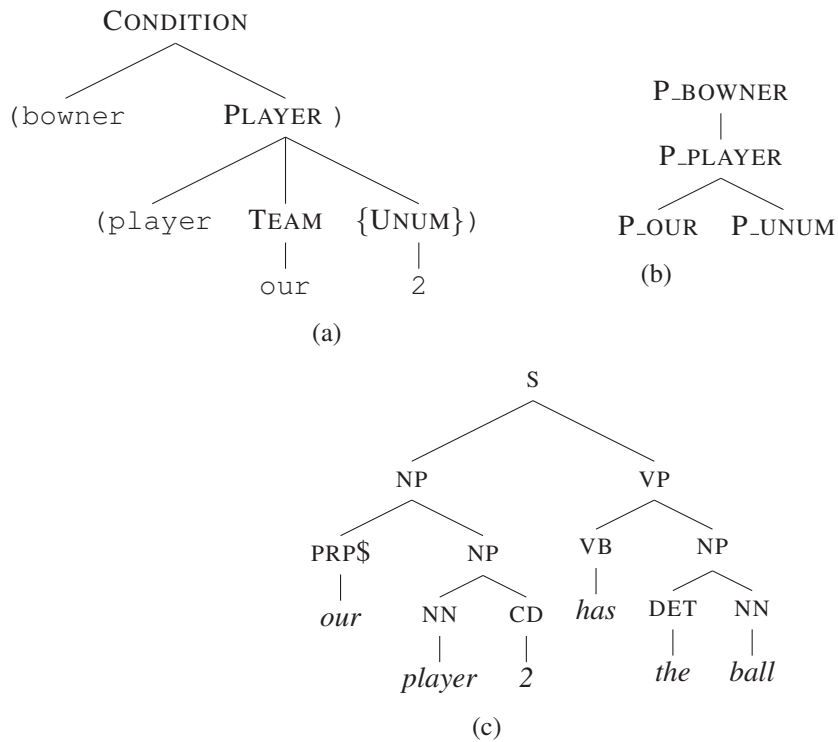 CONDITION
(bowner PLAYER )
(player TEAM {UNUM})
our 2
(a)
P_BOWNER
P_PLAYER
P_OUR P_UNUM
(b)
S
NP VP
PRP$ NP VB NP
our NN CD has DET NN
player 2 the ball
(c)